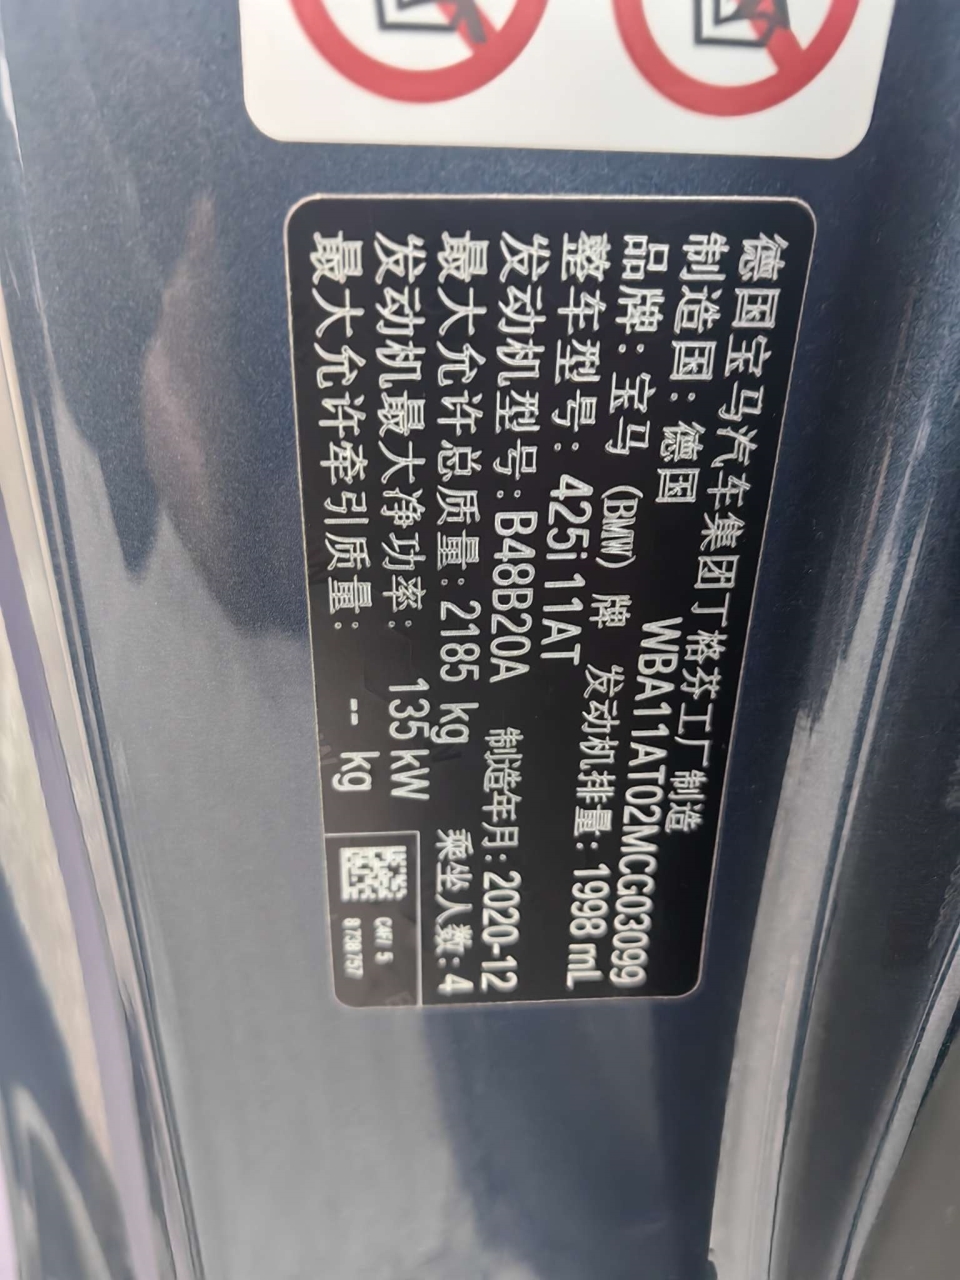 德国宝马汽车集团丁格芬工厂制造
制造国：德国 WBA11AT02MCG03099
品牌：宝马（BMW）牌 发动机排量：1998 mL
整车型号：425i 11AT
发动机型号：B48B20A 制造年月：2020-12
最大允许总质量：2185 kg 乘坐人数：4
发动机最大净功率：135kW
最大允许牵引质量： -- kg
C4F/ 5
8738757